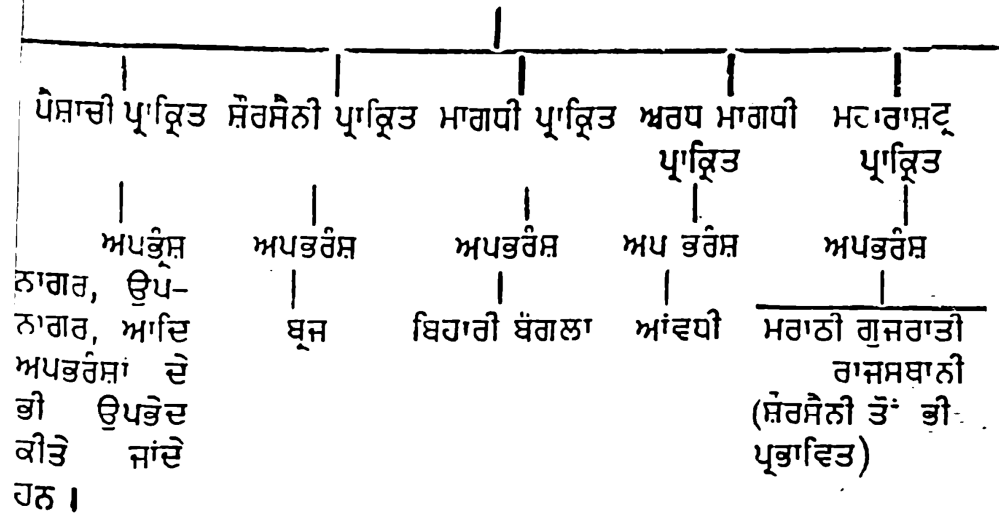 ਪੈਸ਼ਾਚੀ ਪ੍ਰਾਕ੍ਰਿਤ ਸ਼ੌਰਸੈਨੀ ਪ੍ਰਾਕ੍ਰਿਤ ਮਾਗਧੀ ਪ੍ਰਾਕ੍ਰਿਤ ਅਰਧ ਮਾਗਧੀ ਮਹਾਰਾਸ਼ਟ੍ਰ
ਪ੍ਰਾਕ੍ਰਿਤ ਪ੍ਰਾਕ੍ਰਿਤ
ਅਪਭ੍ਰੰਸ਼ ਅਪਭਰੰਸ਼ ਅਪਭਰੰਸ਼ ਅਪ ਭਰੰਸ਼ ਅਪਭਰੰਸ਼
ਨਾਗਰ, ਉਪ-
ਨਾਗਰ, ਆਦਿ ਬ੍ਰਜ ਬਿਹਾਰੀ ਬੰਗਲਾ ਆਂਵਧੀ ਮਰਾਠੀ ਗੁਜਰਾਤੀ
ਅਪਭਰੰਸ਼ਾਂ ਦੇ ਰਾਜਸਥਾਨੀ
ਭੀ ਉਪਭੇਦ (ਸ਼ੌਰਸੈਨੀ ਤੋਂ ਭੀ
ਕੀਤੇ ਜਾਂਦੇ ਪ੍ਰਭਾਵਿਤ)
ਹਨ।